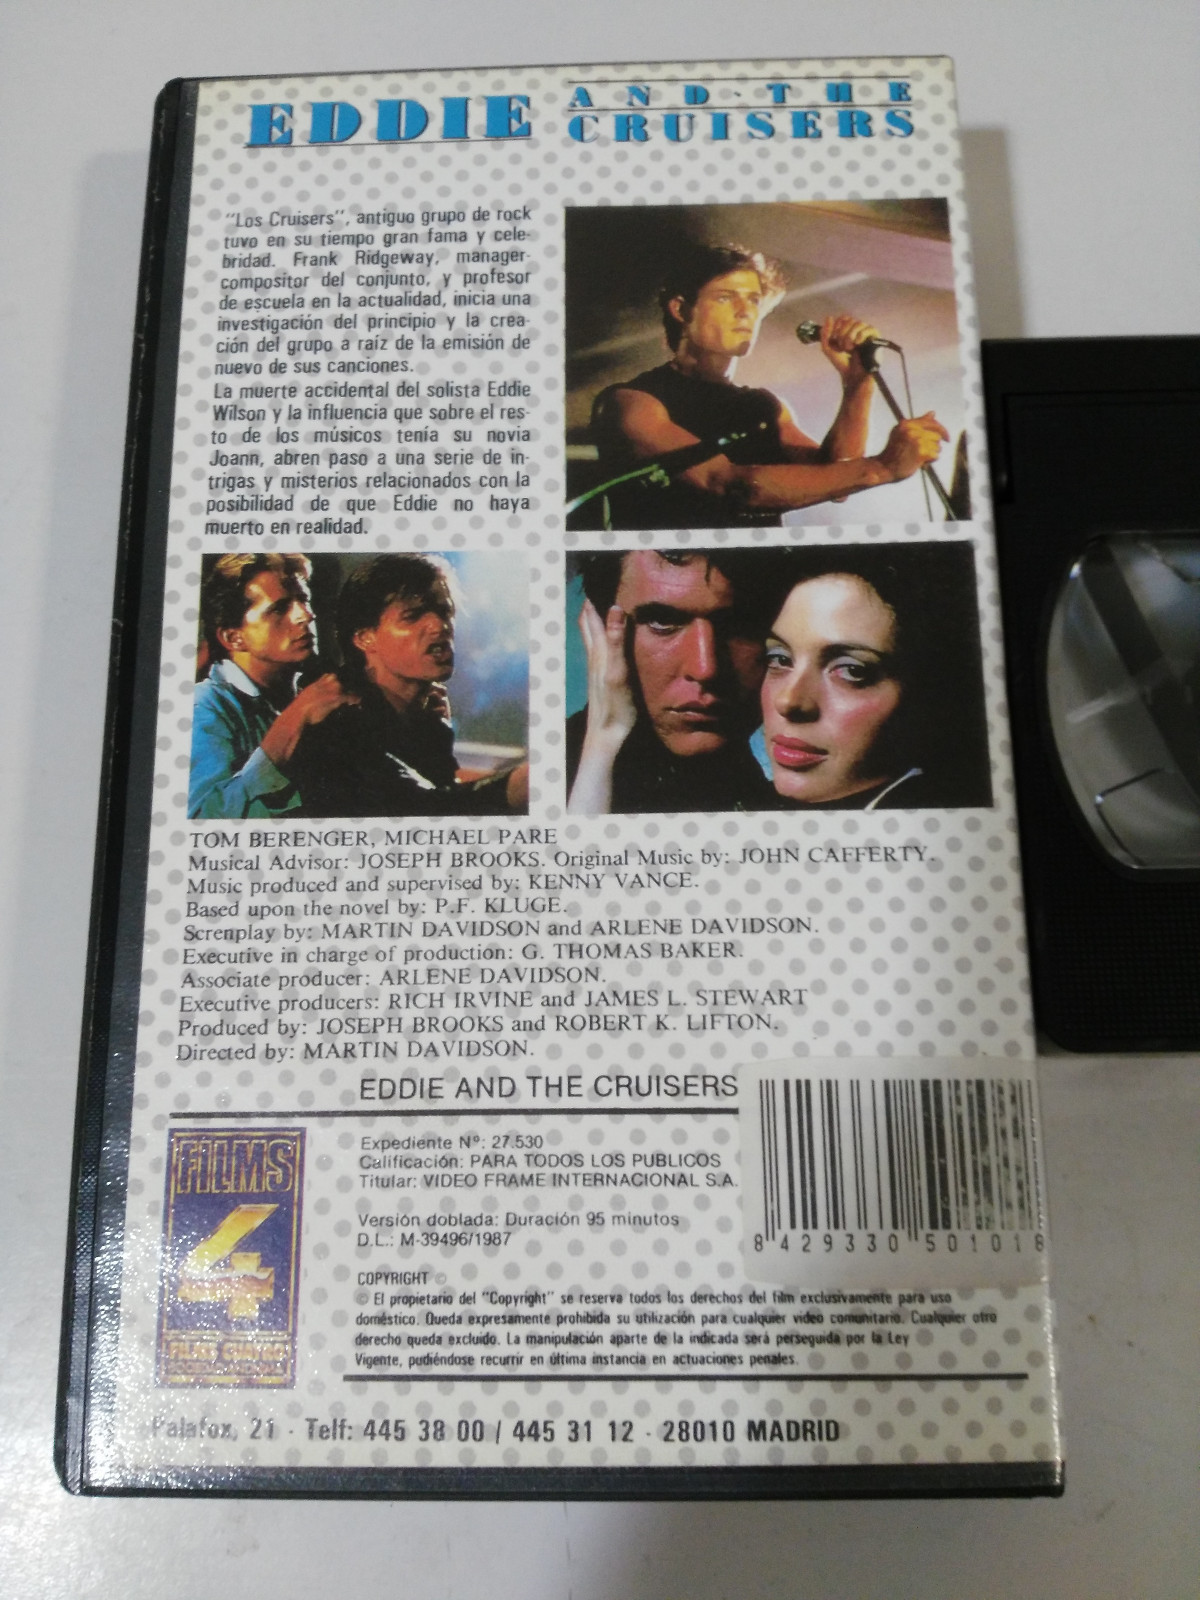 EDDIE AND · THE CRUISERS
"Los Cruisers", antiguo grupo de rock
tuvo en su tiempo gran fama y cele-
bridad. Frank Ridgeway, manager-
compositor del conjunto, y profesor
de escuela en la actualidad, inicia una
investigación del principio y la crea-
ción del grupo a raíz de la emisión de
nuevo de sus canciones.
La muerte accidental del solista Eddie
Wilson y la influencia que sobre el res-
to de los músicos tenía su novia
Joann, abren paso a una serie de in-
trigas y misterios relacionados con la
posibilidad de que Eddie no haya
muerto en realidad.
TOM BERENGER, MICHAEL PARE
Musical Advisor: JOSEPH BROOKS. Original Music by: JOHN CAFFERTY.
Music produced and supervised by: KENNY VANCE.
Based upon the novel by: P.F. KLUGE.
Screnplay by: MARTIN DAVIDSON and ARLENE DAVIDSON.
Executive in charge of production: G. THOMAS BAKER.
Associate producer: ARLENE DAVIDSON.
Executive producers: RICH IRVINE and JAMES L. STEWART
Produced by: JOSEPH BROOKS and ROBERT K. LIFTON.
Directed by: MARTIN DAVIDSON.
EDDIE AND THE CRUISERS
Expediente Nº: 27.530
Calificación: PARA TODOS LOS PUBLICOS
Titular: VIDEO FRAME INTERNACIONAL S.A.
Versión doblada: Duración 95 minutos
D.L.: M-39496/1987
8 429330 501018
FILMS
4
FILMS CUATRO
COPYRIGHT ©
© El propietario del "Copyright" se reserva todos los derechos del film exclusivamente para uso
doméstico. Queda expresamente prohibida su utilización para cualquier video comunitario. Cualquier otro
derecho queda excluido. La manipulación aparte de la indicada será perseguida por la Ley
Vigente, pudiéndose recurrir en última instancia en actuaciones penales.
Palafox, 21 · Telf: 445 38 00 / 445 31 12 · 28010 MADRID